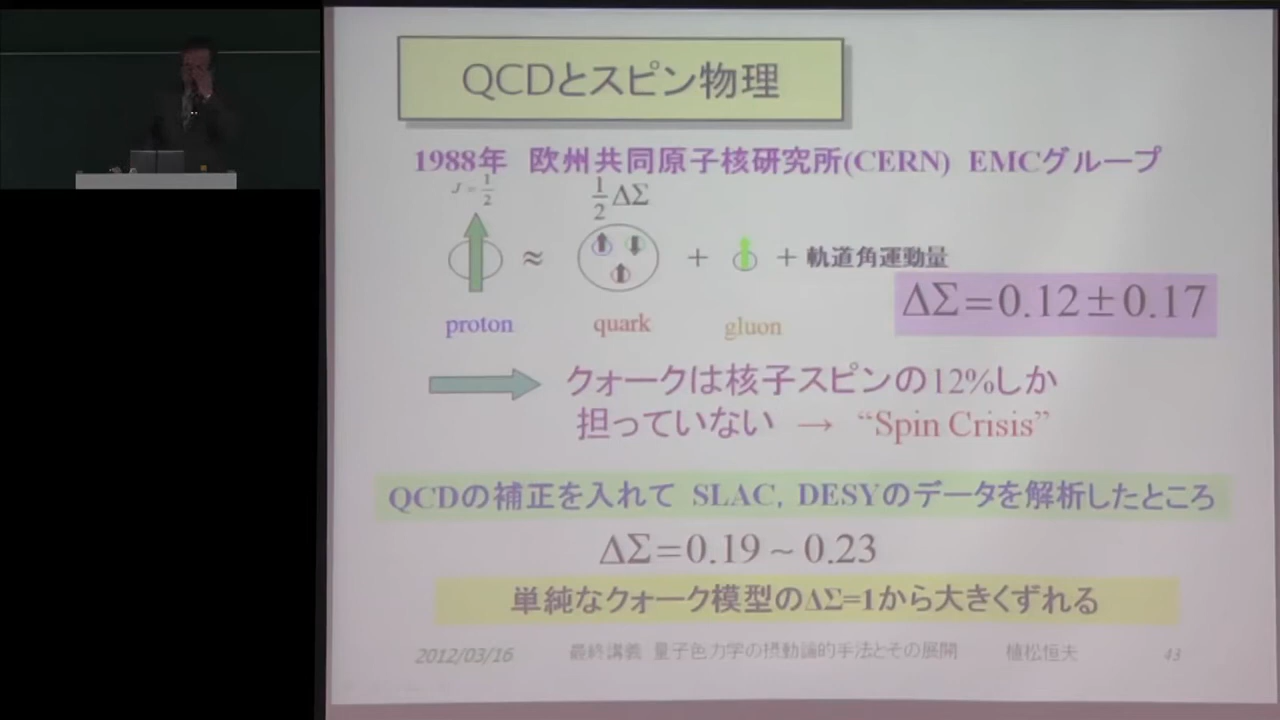 QCDとスピン物理
1988年 欧州共同原子核研究所(CERN) EMCグループ
J = 1/2
1/2 ΔΣ
≈ + + 軌道角運動量
ΔΣ=0.12±0.17
proton quark gluon
クォークは核子スピンの12%しか
担っていない → “Spin Crisis”
QCDの補正を入れて SLAC, DESYのデータを解析したところ
ΔΣ=0.19~0.23
単純なクォーク模型のΔΣ=1から大きくずれる
2012/03/16 最終講義 量子色力学の摂動論的手法とその展開 植松恒夫 43